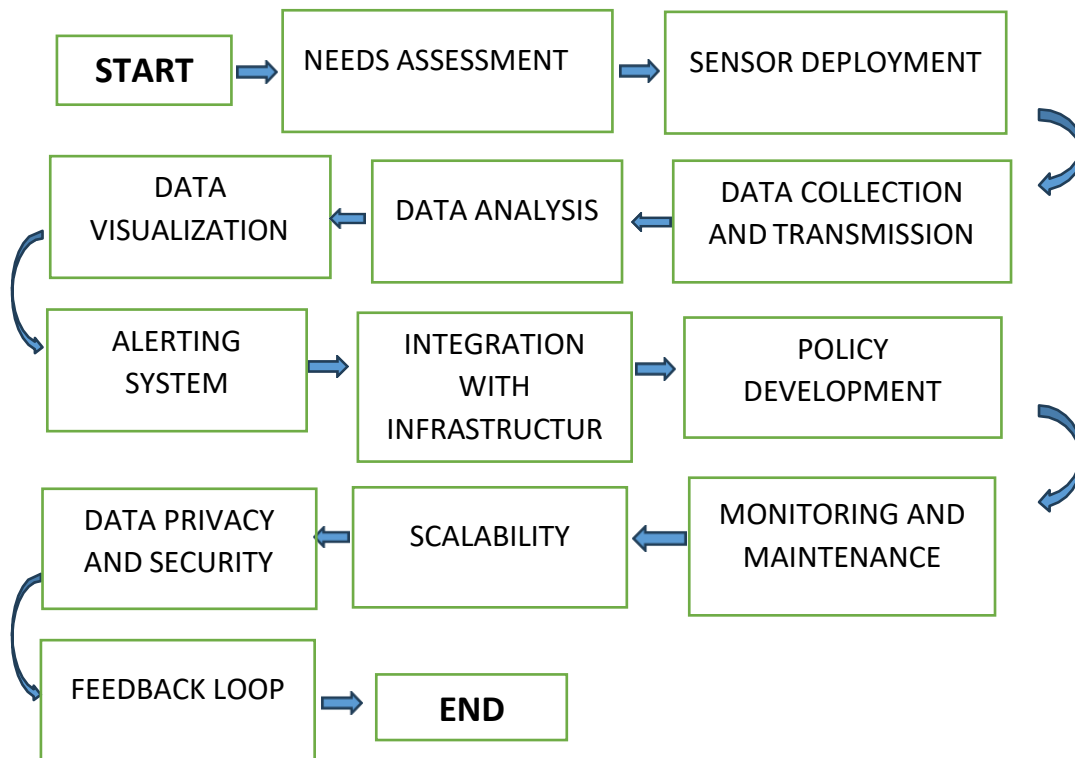 START
NEEDS ASSESSMENT
SENSOR DEPLOYMENT
DATA COLLECTION
AND TRANSMISSION
DATA ANALYSIS
DATA
VISUALIZATION
ALERTING
SYSTEM
INTEGRATION
WITH
INFRASTRUCTUR
POLICY
DEVELOPMENT
MONITORING AND
MAINTENANCE
SCALABILITY
DATA PRIVACY
AND SECURITY
FEEDBACK LOOP
END